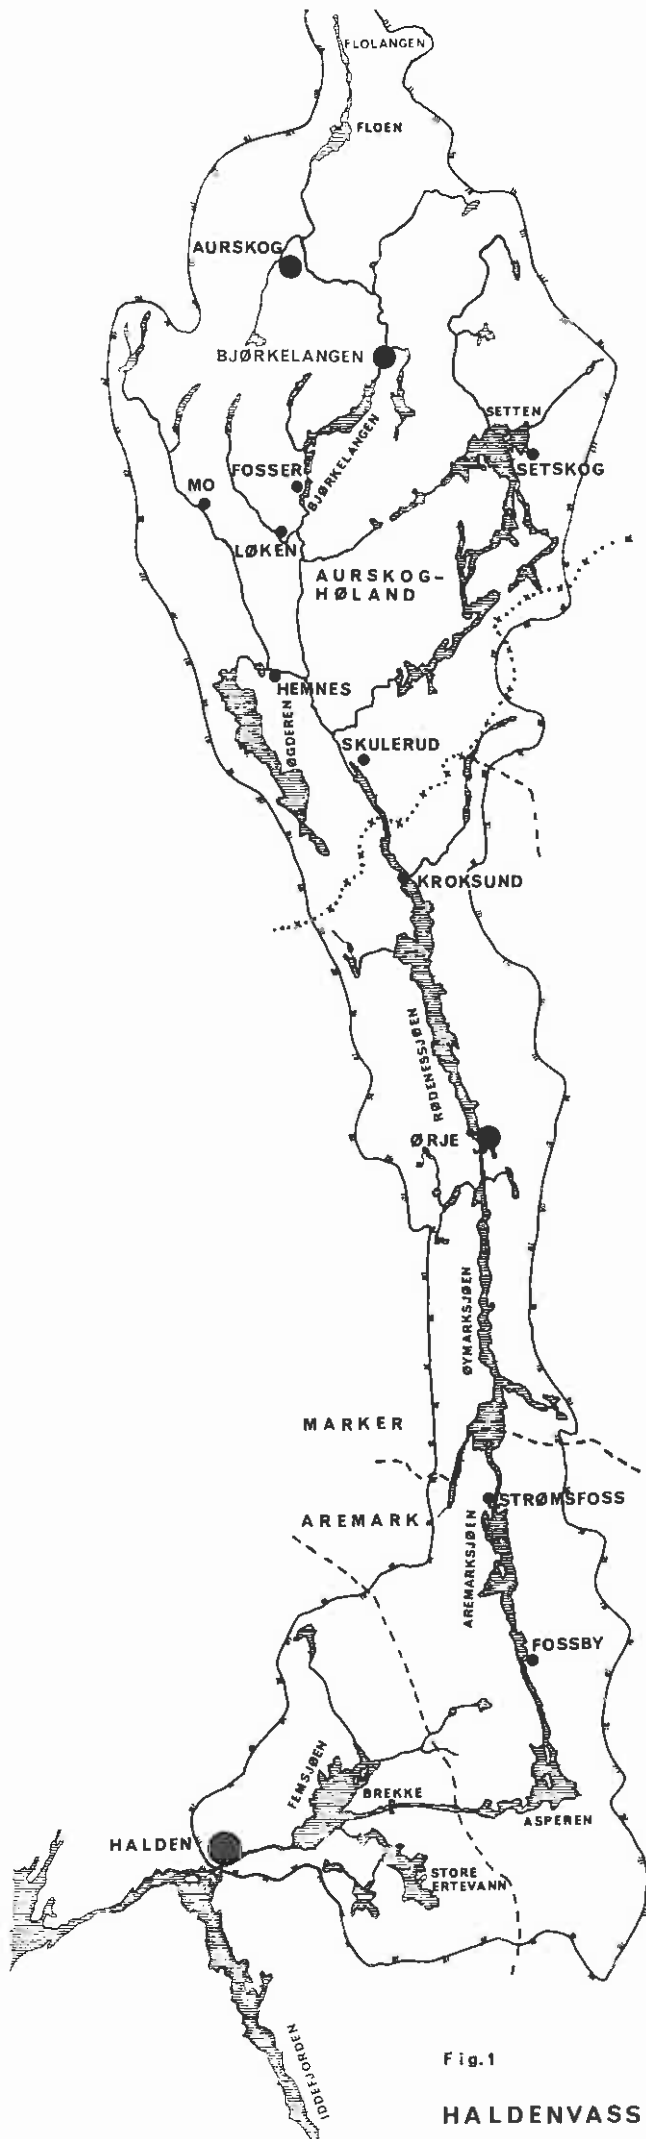 FLOLANGEN
FLOEN
AURSKOG
BJØRKELANGEN
SETTEN
BJØRKELANGEN
FOSSER
SETSKOG
MO
LØKEN
AURSKOG-
HØLAND
HEMNES
ØGDEREN
SKULERUD
KROKSUND
RØDENESSJØEN
ØRJE
ØYMARKSJØEN
MARKER
STRØMSFOSS
AREMARK
AREMARKSJØEN
FOSSBY
FEMSJØEN
BREKKE
ASPEREN
HALDEN
STORE
ERTEVANN
IDDEFJORDEN
Fig.1
HALDENVASS